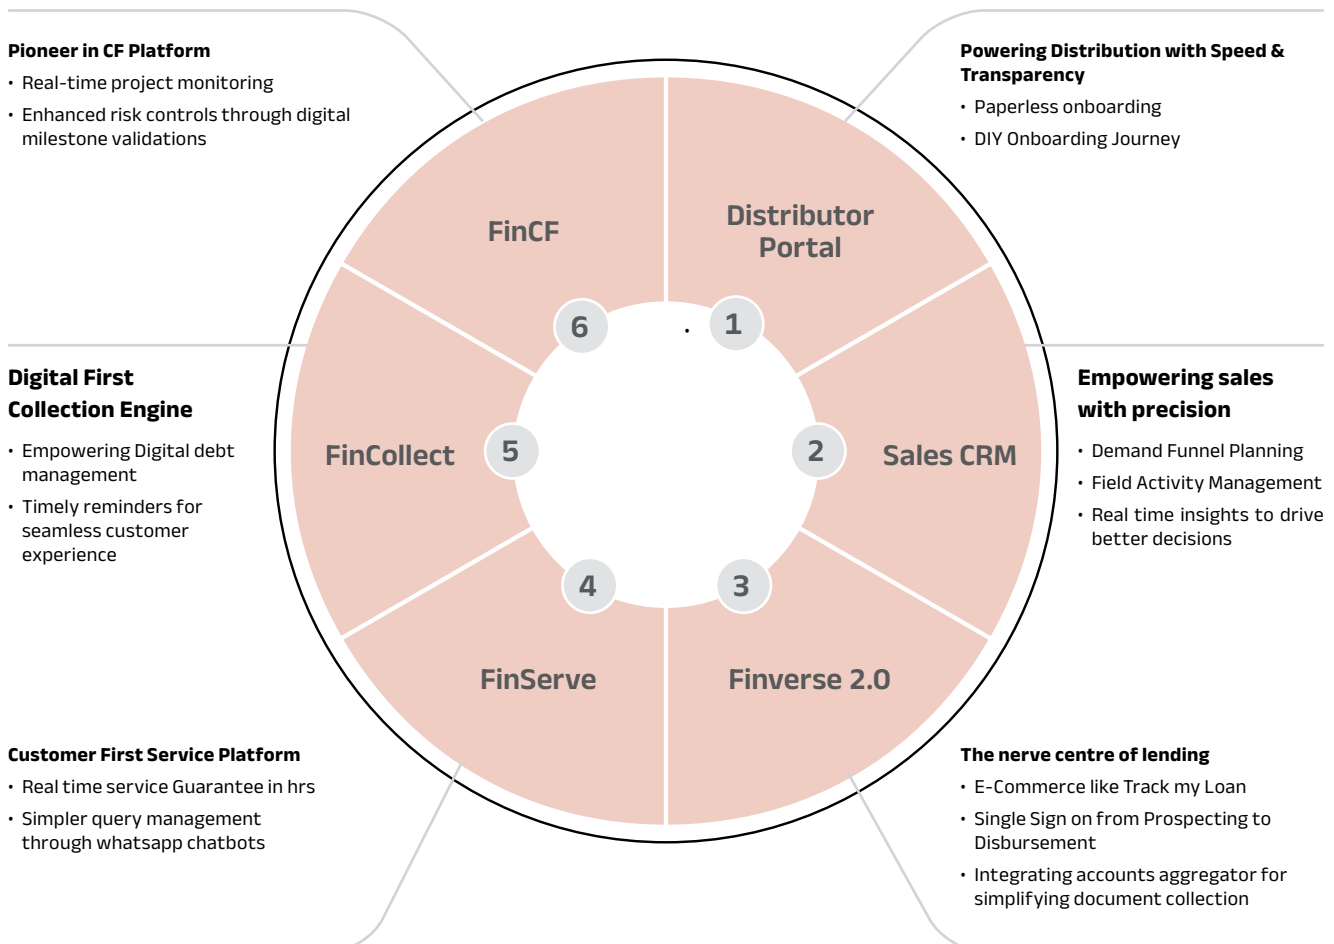 Pioneer in CF Platform
• Real-time project monitoring
• Enhanced risk controls through digital
milestone validations
Powering Distribution with Speed &
Transparency
• Paperless onboarding
• DIY Onboarding Journey
FinCF
Distributor
Portal
6
1
Digital First
Collection Engine
• Empowering Digital debt
management
• Timely reminders for
seamless customer
experience
FinCollect
5
2
Sales CRM
Empowering sales
with precision
• Demand Funnel Planning
• Field Activity Management
• Real time insights to drive
better decisions
4
3
FinServe
Finverse 2.0
Customer First Service Platform
• Real time service Guarantee in hrs
• Simpler query management
through whatsapp chatbots
The nerve centre of lending
• E-Commerce like Track my Loan
• Single Sign on from Prospecting to
Disbursement
• Integrating accounts aggregator for
simplifying document collection